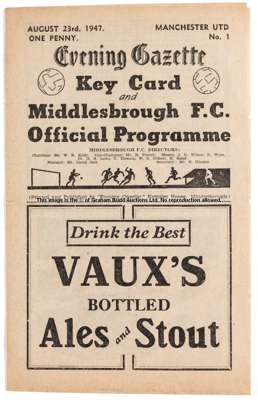 AUGUST 23rd. 1947.
MANCHESTER UTD
ONE PENNY.
No. 1
Evening Gazette
Key Card
and
Middlesbrough F.C.
Official Programme
MIDDLESBROUGH F.C. DIRECTORS:
This image is the © of Graham Budd Auctions Ltd. No reproduction allowed.
Drink the Best
VAUX'S
BOTTLED
Ales and Stout